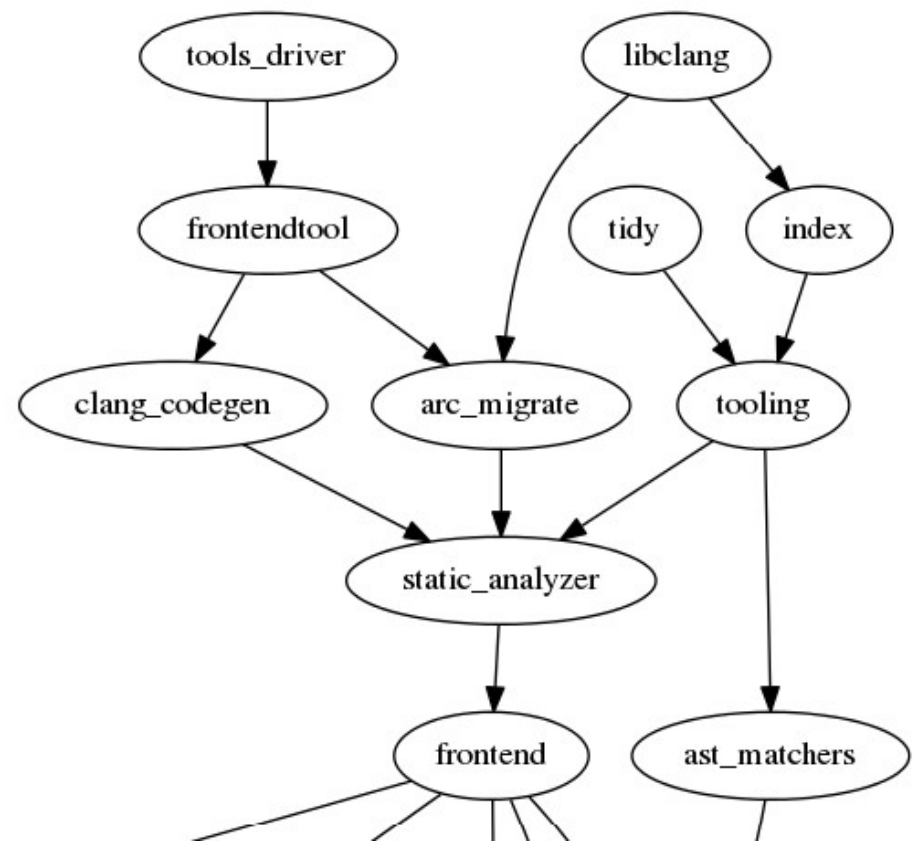 tools_driver
libclang
frontendtool
tidy
index
clang_codegen
arc_migrate
tooling
static_analyzer
frontend
ast_matchers